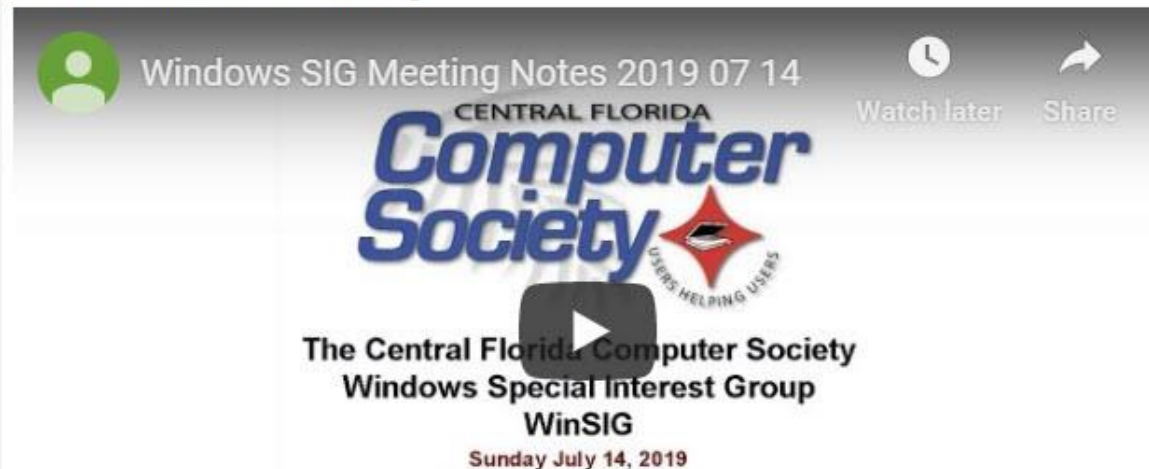 Windows SIG Meeting Notes 2019 07 14
Watch later
Share
CENTRAL FLORIDA
Computer
Society
USERS HELPING USERS
The Central Florida Computer Society
Windows Special Interest Group
WinSIG
Sunday July 14, 2019